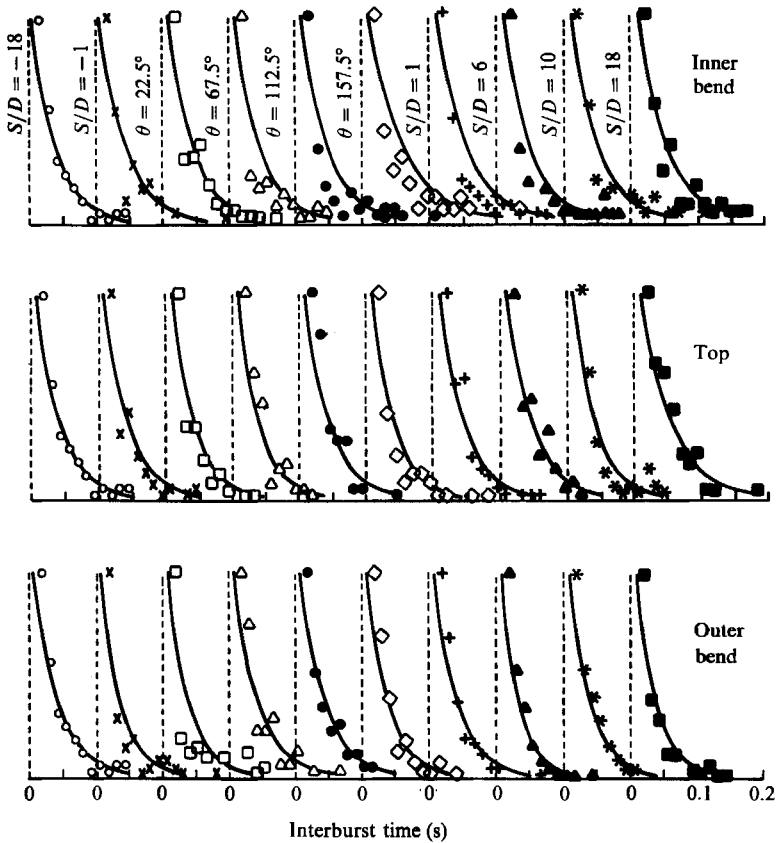 S/D = −18
S/D = −1
θ = 22.5°
θ = 67.5°
θ = 112.5°
θ = 157.5°
S/D = 1
S/D = 6
S/D = 10
S/D = 18
Inner
bend
Top
Outer
bend
0 0 0 0 0 0 0 0 0 0 0.1 0.2
Interburst time (s)